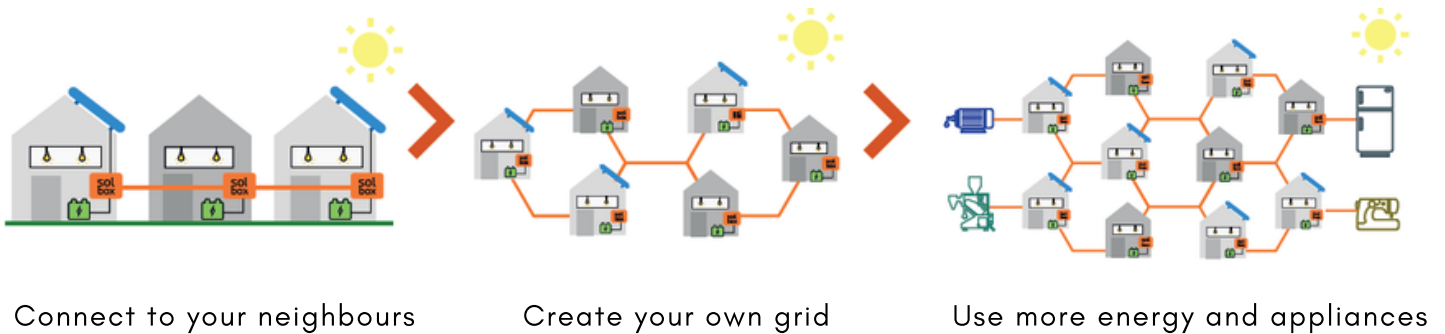 sol
box
sol
box
sol
box
Connect to your neighbours
Create your own grid
Use more energy and appliances